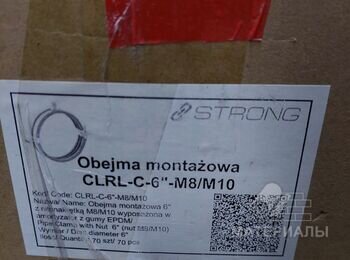 STRONG
Obejma montażowa
CLRL-C-6"-M8/M10
Kod/ Code: CLRL-C-6"-M8/M10
Nazwa/ Name: Obejma montażowa 6"
z nakrętką M8/M10 wyposażona w
amortyzator z gumy EPDM/
Pipe Clamp with Nut 6" (nut M8/M10)
Wymiar / Dim: diameter 6"
Ilość/ Quantity: 70 szt/ 70 pcs
МАТЕРИАЛЫ